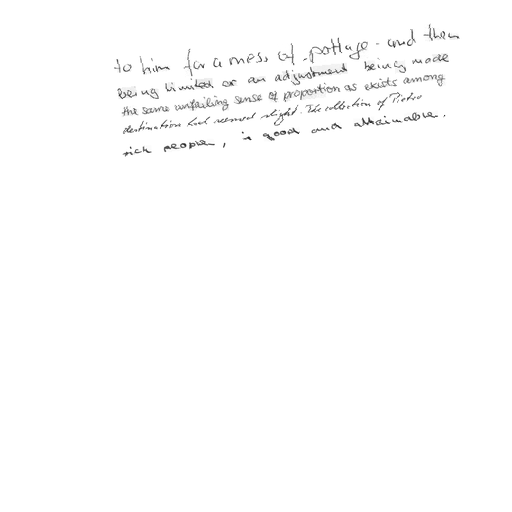 to him for a mess of pottage - and then
being limited or an adjustment being made
the same unfailing sense of proportion as exists among
destination had seemed slight. The collection of Pietro
rich people, is good and attainable.